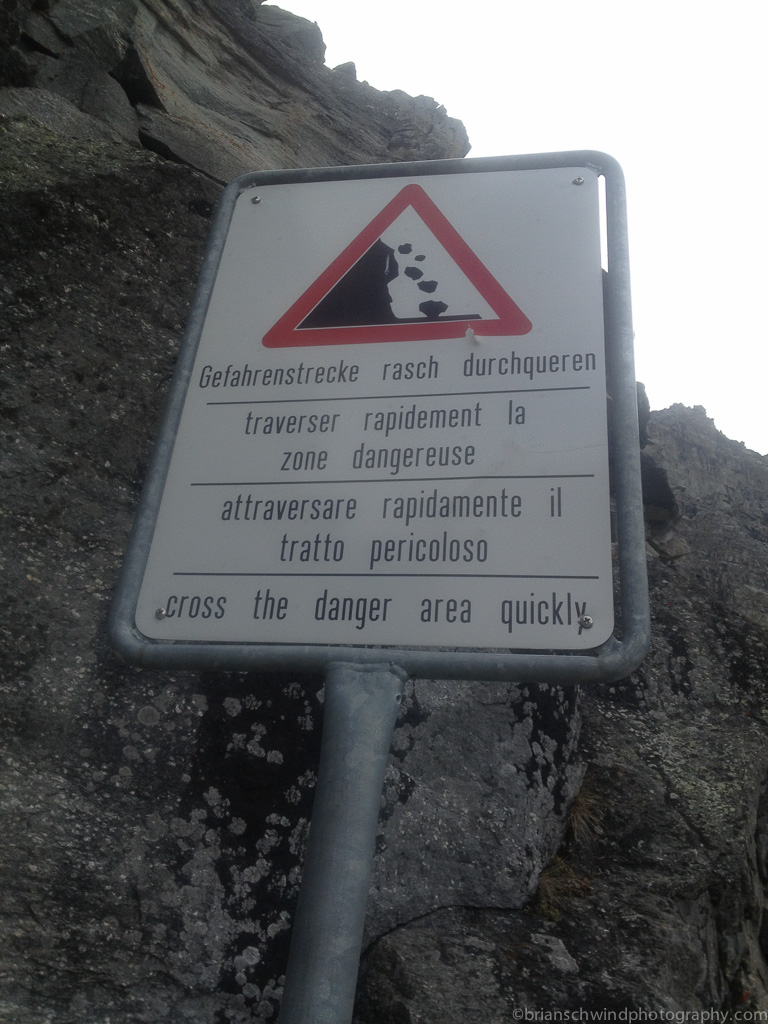 Gefahrenstrecke rasch durchqueren
traverser rapidement la
zone dangereuse
attraversare rapidamente il
tratto pericoloso
cross the danger area quickly
©brianschwindphotography.com